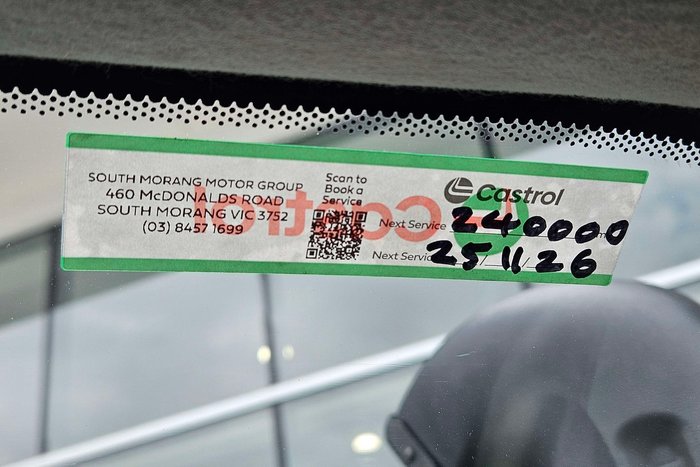 SOUTH MORANG MOTOR GROUP
460 McDONALDS ROAD
SOUTH MORANG VIC 3752
(03) 8457 1699
Scan to
Book a
Service
Castrol
Next Service 240000
Next Service 25/11/26
Castrol